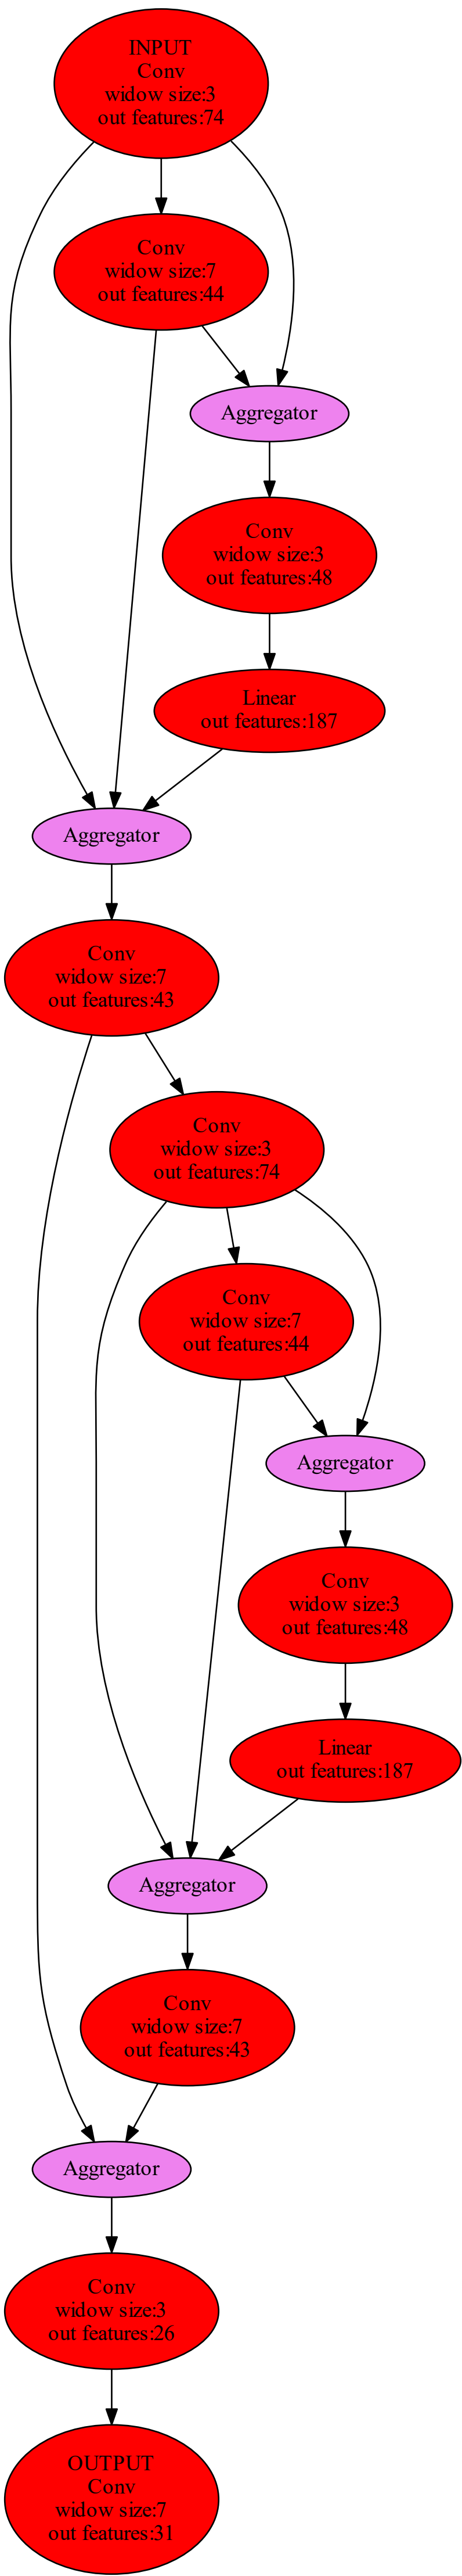 INPUT
Conv
widow size:3
out features:74
Conv
widow size:7
out features:44
Aggregator
Conv
widow size:3
out features:48
Linear
out features:187
Aggregator
Conv
widow size:7
out features:43
Conv
widow size:3
out features:74
Conv
widow size:7
out features:44
Aggregator
Conv
widow size:3
out features:48
Linear
out features:187
Aggregator
Conv
widow size:7
out features:43
Aggregator
Conv
widow size:3
out features:26
OUTPUT
Conv
widow size:7
out features:31